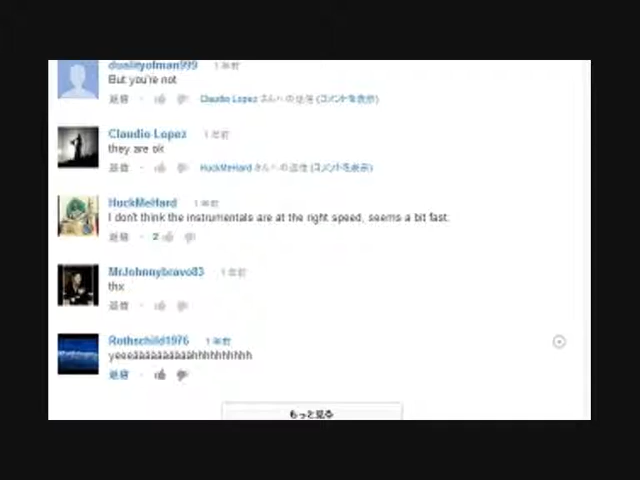 dualityofman999 1 年前
But you're not
返信 · Claudio Lopez さんへの返信 (コメントを表示)
Claudio Lopez 1 年前
they are ok
返信 · HuckMeHard さんへの返信 (コメントを表示)
HuckMeHard 1 年前
I don't think the instrumentals are at the right speed, seems a bit fast.
返信 · 2
MrJohnnybravo83 1 年前
thx
返信 ·
Rothschild1976 1 年前
返信 ·
もっと見る